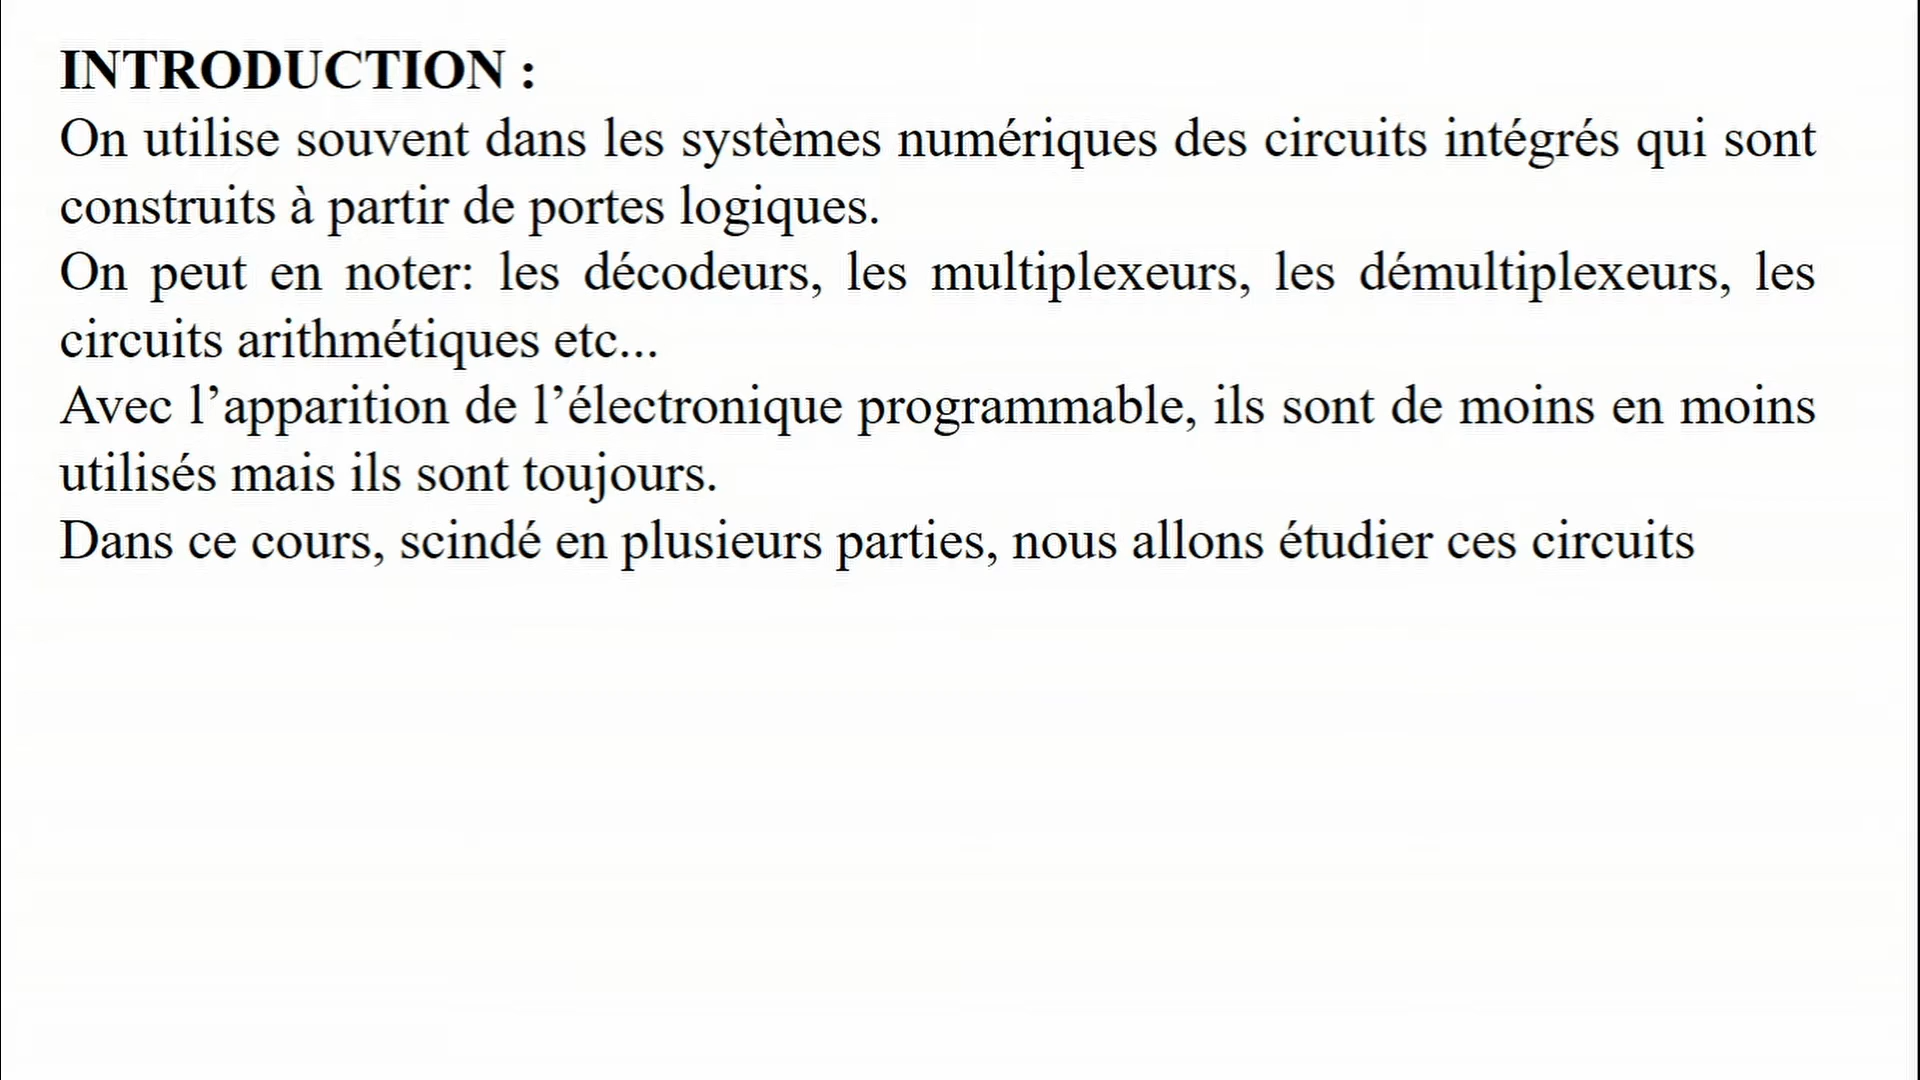 INTRODUCTION :
On utilise souvent dans les systèmes numériques des circuits intégrés qui sont
construits à partir de portes logiques.
On peut en noter: les décodeurs, les multiplexeurs, les démultiplexeurs, les
circuits arithmétiques etc...
Avec l’apparition de l’électronique programmable, ils sont de moins en moins
utilisés mais ils sont toujours.
Dans ce cours, scindé en plusieurs parties, nous allons étudier ces circuits